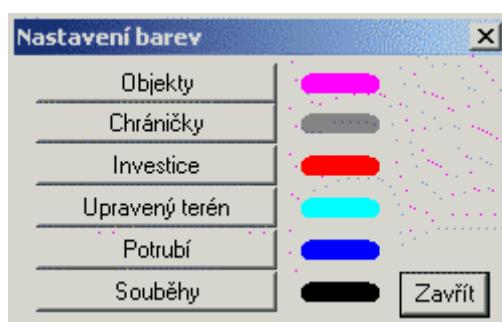 Nastavení barev
Objekty
Chráničky
Investice
Upravený terén
Potrubí
Souběhy
Zavřít